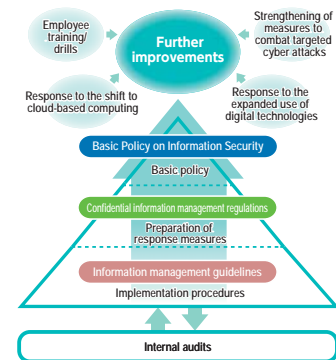 Employee
training/
drills
Strengthening of
measures to
combat targeted
cyber attacks
Further
improvements
Response to the shift to
cloud-based computing
Response to the
expanded use of
digital technologies
Basic Policy on Information Security
Basic policy
Confidential information management regulations
Preparation of
response measures
Information management guidelines
Implementation procedures
Internal audits